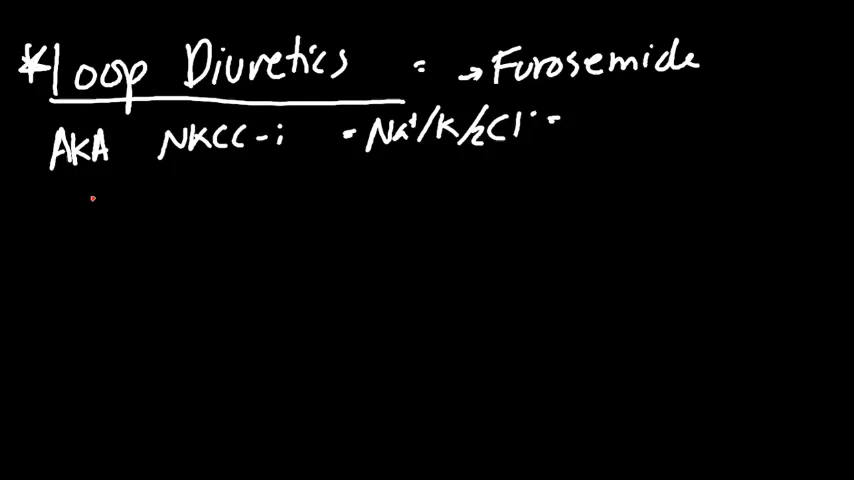 *loop Diuretics = → Furosemide
AKA NKCC-i = Na+/K/2Cl- =